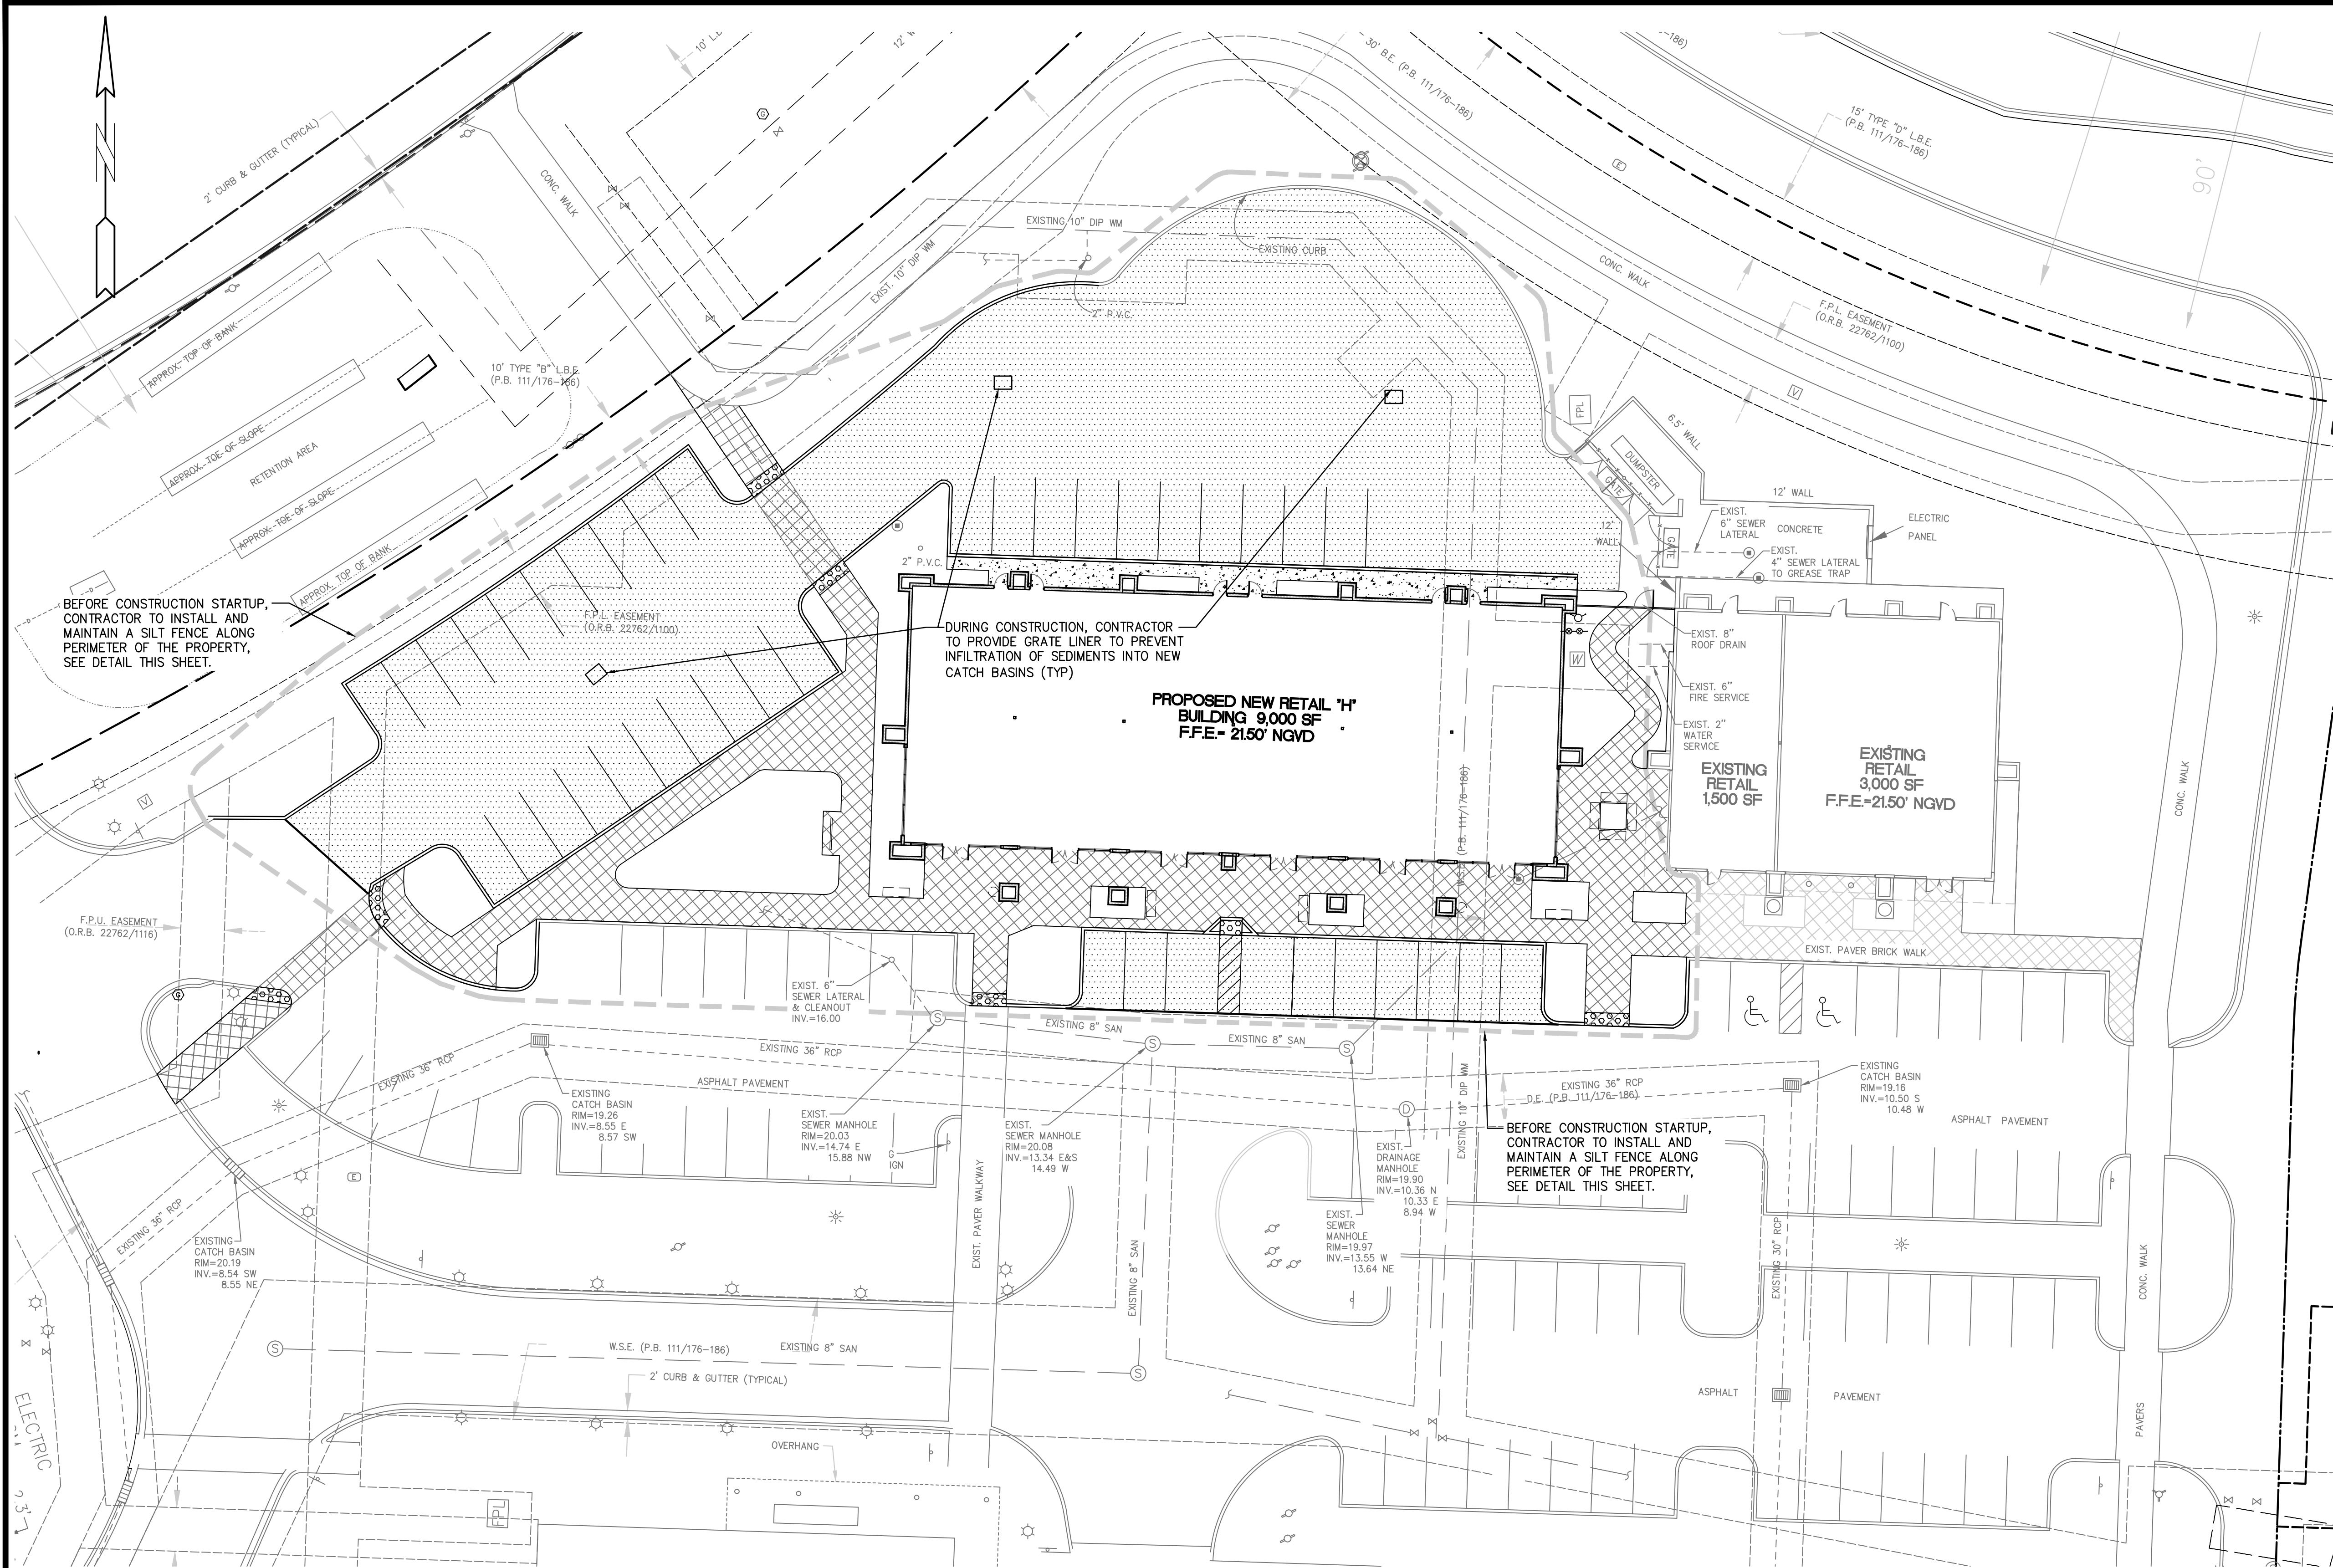 N
2' CURB & GUTTER (TYPICAL)
CONC. WALK
10' L.B.
12' W
30' B.E. (P.B. 111/176-186)
-186)
15' TYPE "D" L.B.E.
(P.B. 111/176-186)
90'
G
E
EXISTING 10" DIP WM
EXIST. 10" DIP WM
EXISTING CURB
2" P.V.C.
CONC. WALK
F.P.L. EASEMENT
(O.R.B. 22762/1100)
V
APPROX. TOP OF BANK
APPROX. TOE OF SLOPE
RETENTION AREA
APPROX. TOE OF SLOPE
APPROX. TOP OF BANK
10' TYPE "B" L.B.E.
(P.B. 111/176-186)
FPL
6.5' WALL
DUMPSTER
GATE
12' WALL
12'
WALL
GATE
EXIST.
6" SEWER
LATERAL
CONCRETE
ELECTRIC
PANEL
EXIST.
4" SEWER LATERAL
TO GREASE TRAP
2" P.V.C.
BEFORE CONSTRUCTION STARTUP,
CONTRACTOR TO INSTALL AND
MAINTAIN A SILT FENCE ALONG
PERIMETER OF THE PROPERTY,
SEE DETAIL THIS SHEET.
F.P.L. EASEMENT
(O.R.B. 22762/1100)
DURING CONSTRUCTION, CONTRACTOR
TO PROVIDE GRATE LINER TO PREVENT
INFILTRATION OF SEDIMENTS INTO NEW
CATCH BASINS (TYP)
W
EXIST. 8"
ROOF DRAIN
EXIST. 6"
FIRE SERVICE
EXIST. 2"
WATER
SERVICE
PROPOSED NEW RETAIL "H"
BUILDING 9,000 SF
F.F.E.= 21.50' NGVD
EXISTING
RETAIL
1,500 SF
EXISTING
RETAIL
3,000 SF
F.F.E.=21.50' NGVD
CONC. WALK
W.S.E. (P.B. 111/176-186)
V
F.P.U. EASEMENT
(O.R.B. 22762/1116)
G
EXIST. PAVER BRICK WALK
EXIST. 6"
SEWER LATERAL
& CLEANOUT
INV.=16.00
S
EXISTING 8" SAN
S
EXISTING 8" SAN
S
EXISTING 36" RCP
EXISTING 36" RCP
ASPHALT PAVEMENT
EXISTING
CATCH BASIN
RIM=19.26
INV.=8.55 E
8.57 SW
EXIST.
SEWER MANHOLE
RIM=20.03
INV.=14.74 E
15.88 NW
G
IGN
EXIST.
SEWER MANHOLE
RIM=20.08
INV.=13.34 E&S
14.49 W
D
EXISTING 10" DIP WM
EXISTING 36" RCP
D.E. (P.B. 111/176-186)
EXISTING
CATCH BASIN
RIM=19.16
INV.=10.50 S
10.48 W
ASPHALT PAVEMENT
EXIST.
DRAINAGE
MANHOLE
RIM=19.90
INV.=10.36 N
10.33 E
8.94 W
BEFORE CONSTRUCTION STARTUP,
CONTRACTOR TO INSTALL AND
MAINTAIN A SILT FENCE ALONG
PERIMETER OF THE PROPERTY,
SEE DETAIL THIS SHEET.
EXIST.
SEWER
MANHOLE
RIM=19.97
INV.=13.55 W
13.64 NE
E
EXISTING 36" RCP
EXISTING
CATCH BASIN
RIM=20.19
INV.=8.54 SW
8.55 NE
EXIST. PAVER WALKWAY
EXISTING 8" SAN
EXISTING 30" RCP
CONC. WALK
S
W.S.E. (P.B. 111/176-186)
EXISTING 8" SAN
S
2' CURB & GUTTER (TYPICAL)
ASPHALT
PAVEMENT
PAVERS
OVERHANG
FPL
ELECTRIC